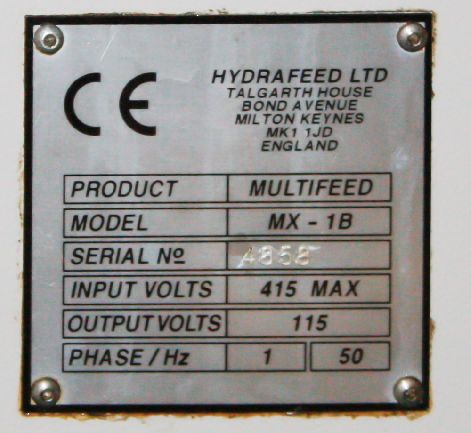 CE
HYDRAFEED LTD
TALGARTH HOUSE
BOND AVENUE
MILTON KEYNES
MK1 1JD
ENGLAND
PRODUCT MULTIFEED
MODEL MX - 1B
SERIAL Nº 4858
INPUT VOLTS 415 MAX
OUTPUT VOLTS 115
PHASE / Hz 1 50